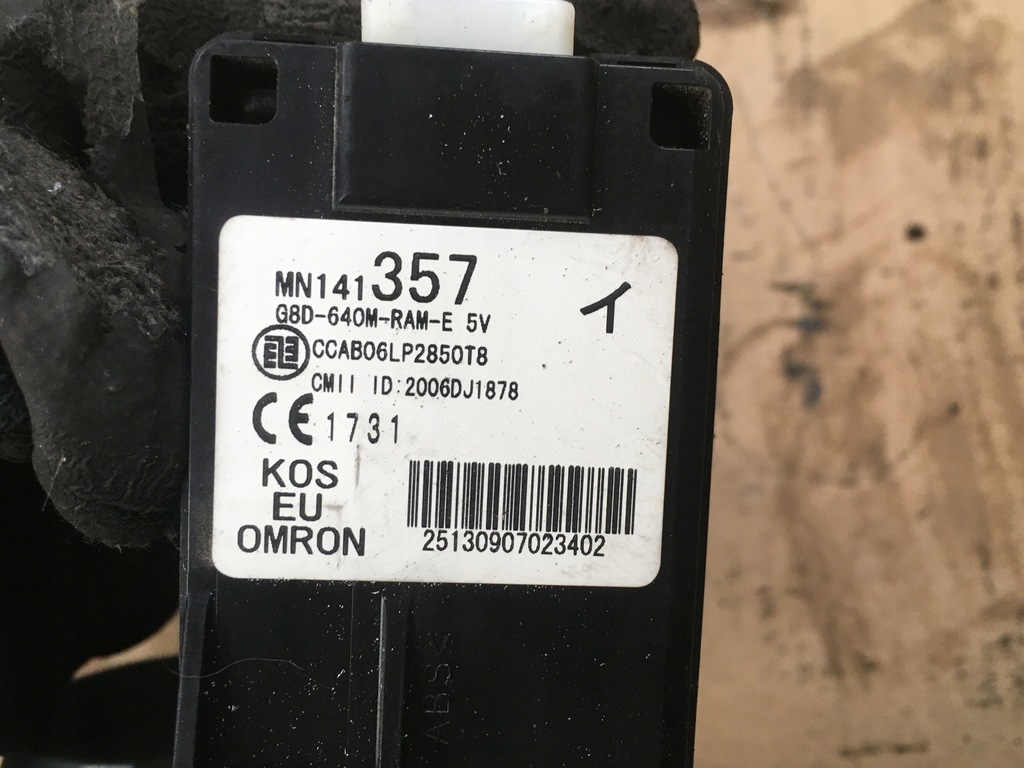 MN141357
イ
G8D-640M-RAM-E 5V
CCAB06LP2850T8
CMII ID:2006DJ1878
CE 1731
KOS
EU
OMRON
25130907023402
ABS<